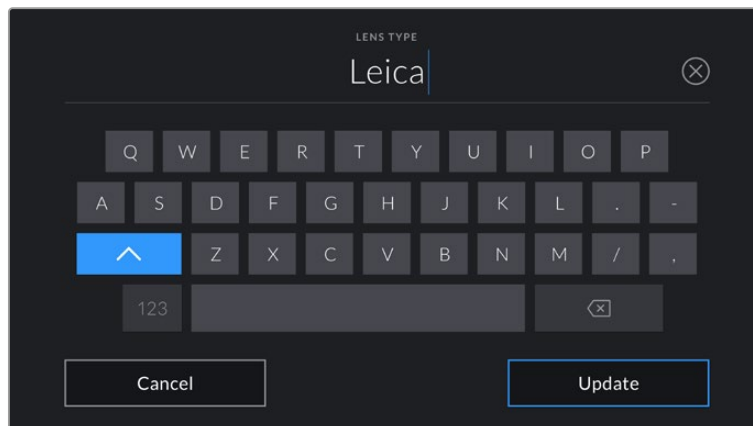 LENS TYPE
Leica
Q W E R T Y U I O P
A S D F G H J K L . -
Z X C V B N M / ,
123
Cancel Update